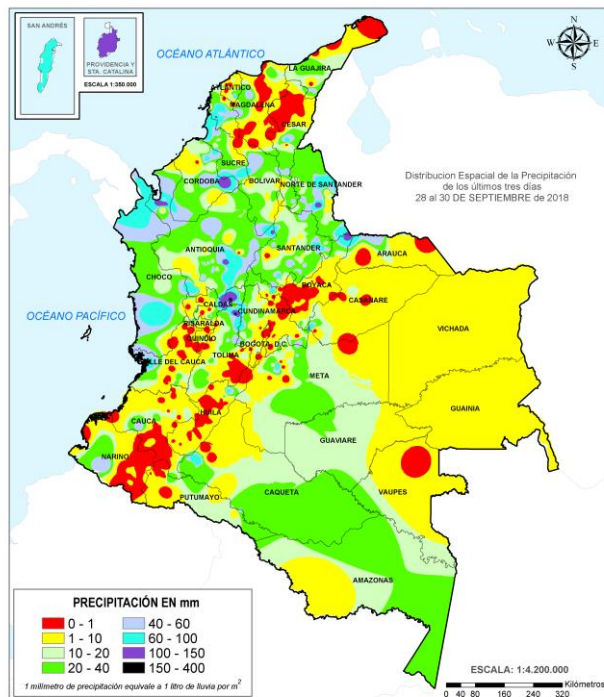 SAN ANDRÉS
PROVIDENCIA Y
STA. CATALINA
ESCALA 1:350.000
OCÉANO ATLÁNTICO
N
W E
S
LA GUAJIRA
ATLÁNTICO
MAGDALENA
CESAR
SUCRE
CORDOBA
BOLIVAR
NORTE DE SANTANDER
Distribucion Espacial de la Precipitación
de los últimos tres días
28 al 30 DE SEPTIEMBRE de 2018
ANTIOQUIA
SANTANDER
ARAUCA
CHOCO
BOYACA
CASANARE
CALDAS
CUNDINAMARCA
OCÉANO PACÍFICO
RISARALDA
VICHADA
QUINDIO
BOGOTA, D.C.
TOLIMA
VALLE DEL CAUCA
META
GUAINIA
CAUCA
HUILA
GUAVIARE
NARIÑO
VAUPES
CAQUETA
PUTUMAYO
AMAZONAS
PRECIPITACIÓN EN mm
0 - 1 40 - 60
1 - 10 60 - 100
10 - 20 100 - 150
20 - 40 150 - 400
1 milímetro de precipitación equivale a 1 litro de lluvia por m²
ESCALA: 1:4.200.000
Kilómetros
0 40 80 160 240 320